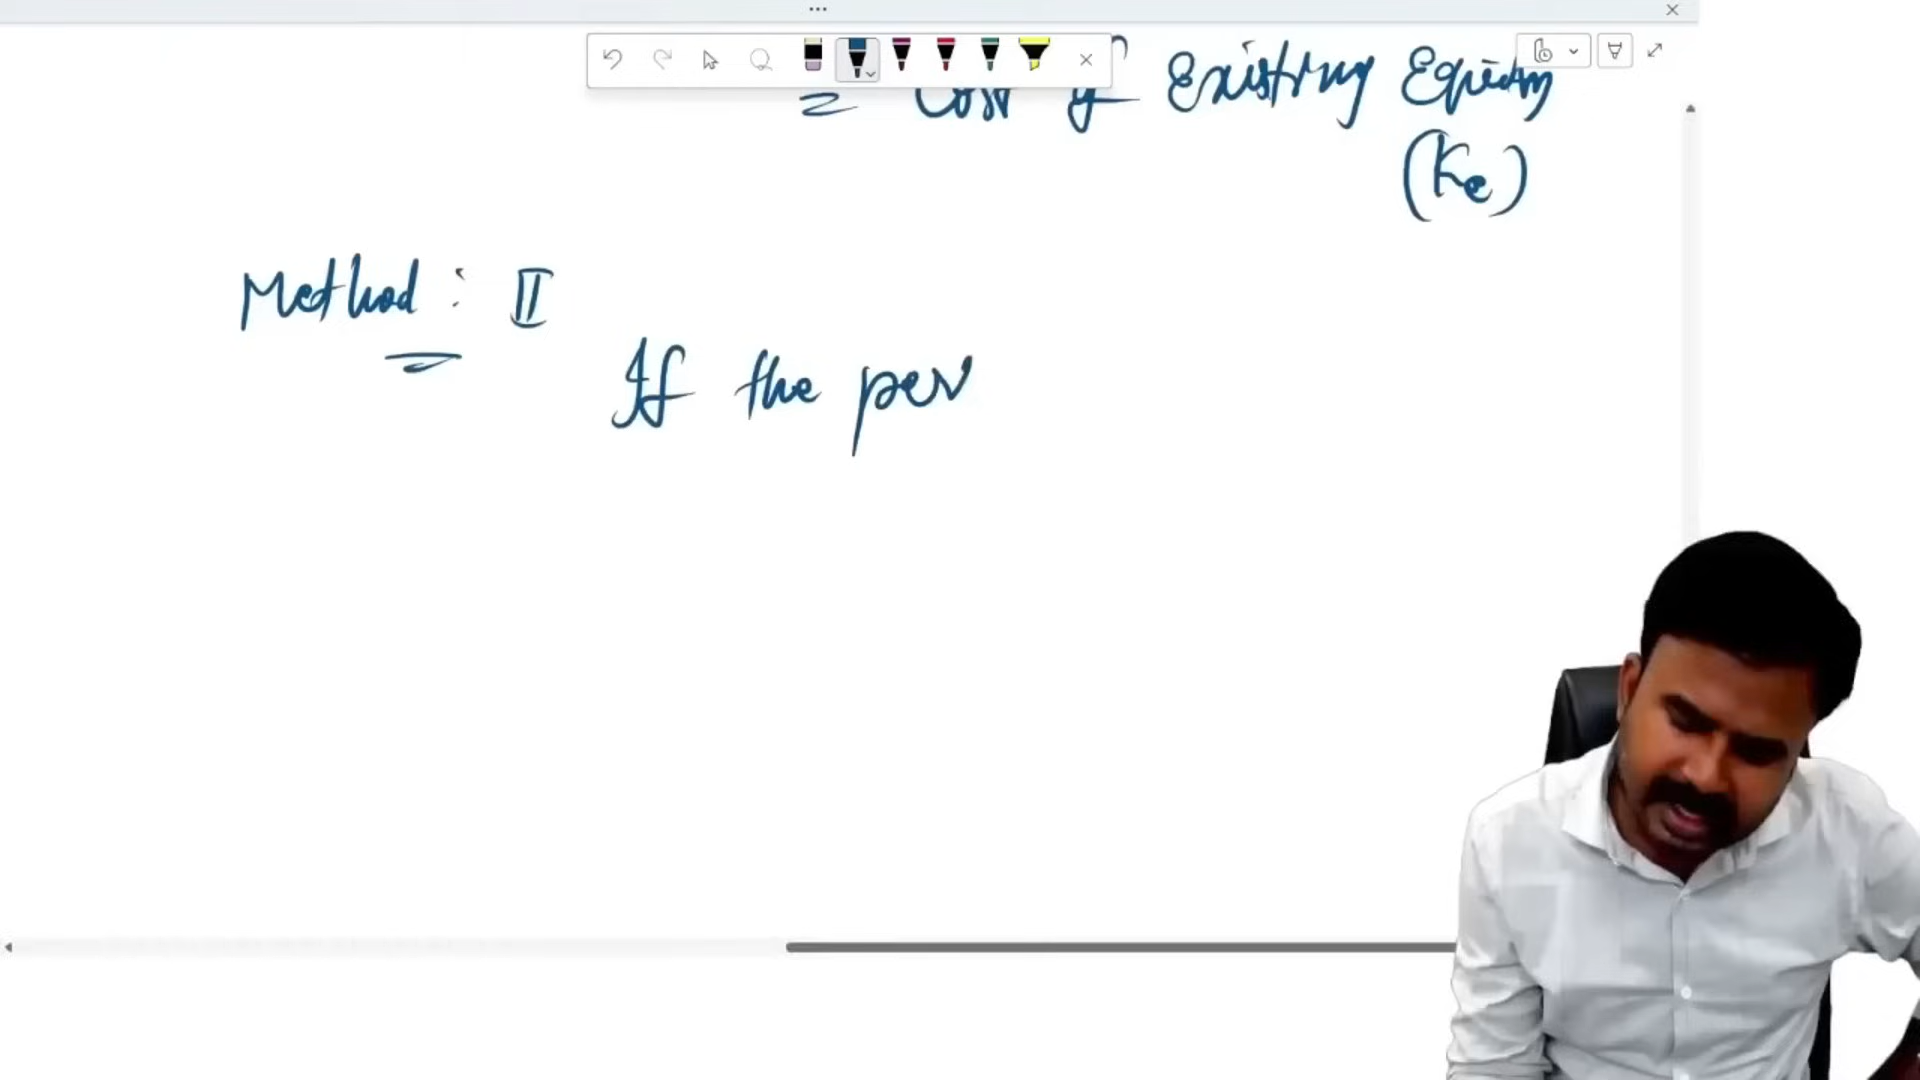 = Cost of Existing Equity
(Ke)
Method : II
If the per